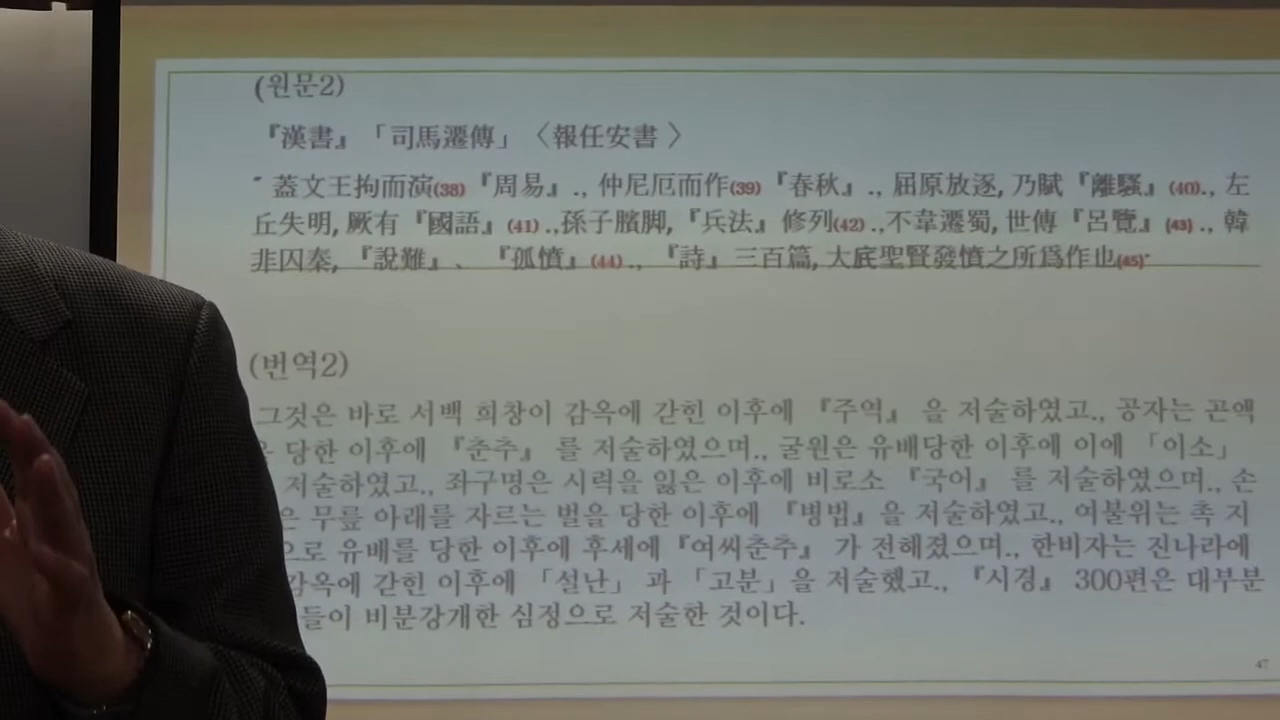 (원문2)
『漢書』「司馬遷傳」〈報任安書 〉
" 蓋文王拘而演(38)『周易』., 仲尼厄而作(39)『春秋』., 屈原放逐, 乃賦『離騷』(40)., 左
丘失明, 厥有『國語』(41).,孫子臏脚,『兵法』修列(42).,不韋遷蜀, 世傳『呂覽』(43)., 韓
非囚秦,『說難』、『孤憤』(44).,『詩』三百篇, 大底聖賢發憤之所爲作也(45)"
(번역2)
그것은 바로 서백 희창이 감옥에 갇힌 이후에 『주역』 을 저술하였고., 공자는 곤액
당한 이후에 『춘추』 를 저술하였으며., 굴원은 유배당한 이후에 이에 「이소」
저술하였고., 좌구명은 시력을 잃은 이후에 비로소 『국어』 를 저술하였으며., 손
은 무릎 아래를 자르는 벌을 당한 이후에 『병법』을 저술하였고., 여불위는 촉 지
으로 유배를 당한 이후에 후세에『여씨춘추』 가 전해졌으며., 한비자는 진나라에
감옥에 갇힌 이후에 「설난」과 「고분」을 저술했고., 『시경』 300편은 대부분
들이 비분강개한 심정으로 저술한 것이다.
47